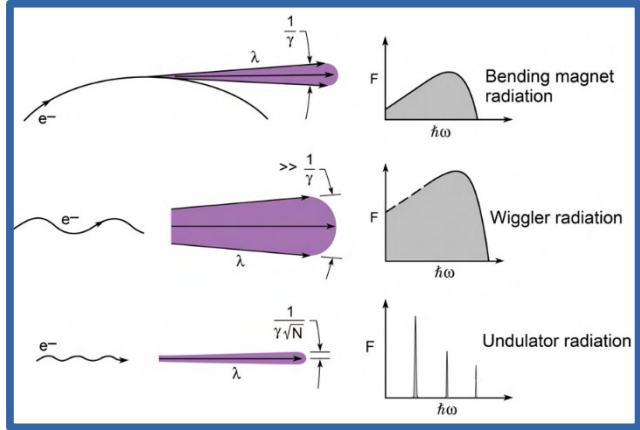 1
γ
λ
e–
F
ħω
Bending magnet
radiation
>> 1
γ
e–
λ
F
ħω
Wiggler radiation
1
γ√N
e–
λ
F
ħω
Undulator radiation